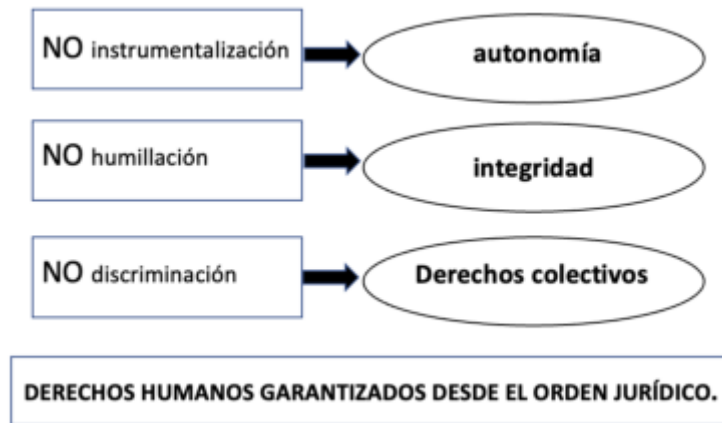 NO instrumentalización
autonomía
NO humillación
integridad
NO discriminación
Derechos colectivos
DERECHOS HUMANOS GARANTIZADOS DESDE EL ORDEN JURÍDICO.